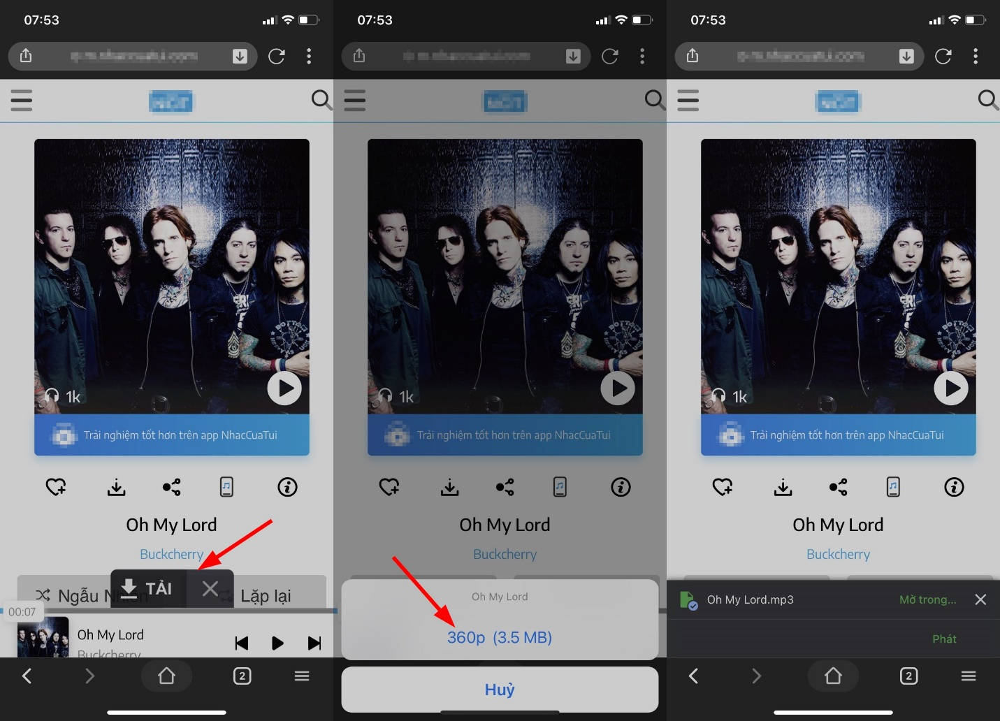 07:53
1k
Trải nghiệm tốt hơn trên app NhacCuaTui
Oh My Lord
Buckcherry
TẢI
Ngẫu Nhiên
Lặp lại
00:07
Oh My Lord
Buckcherry
2
07:53
1k
Trải nghiệm tốt hơn trên app NhacCuaTui
Oh My Lord
Buckcherry
Oh My Lord
360p (3.5 MB)
Huỷ
07:53
1k
Trải nghiệm tốt hơn trên app NhacCuaTui
Oh My Lord
Buckcherry
Oh My Lord.mp3
Mở trong...
Phát
2